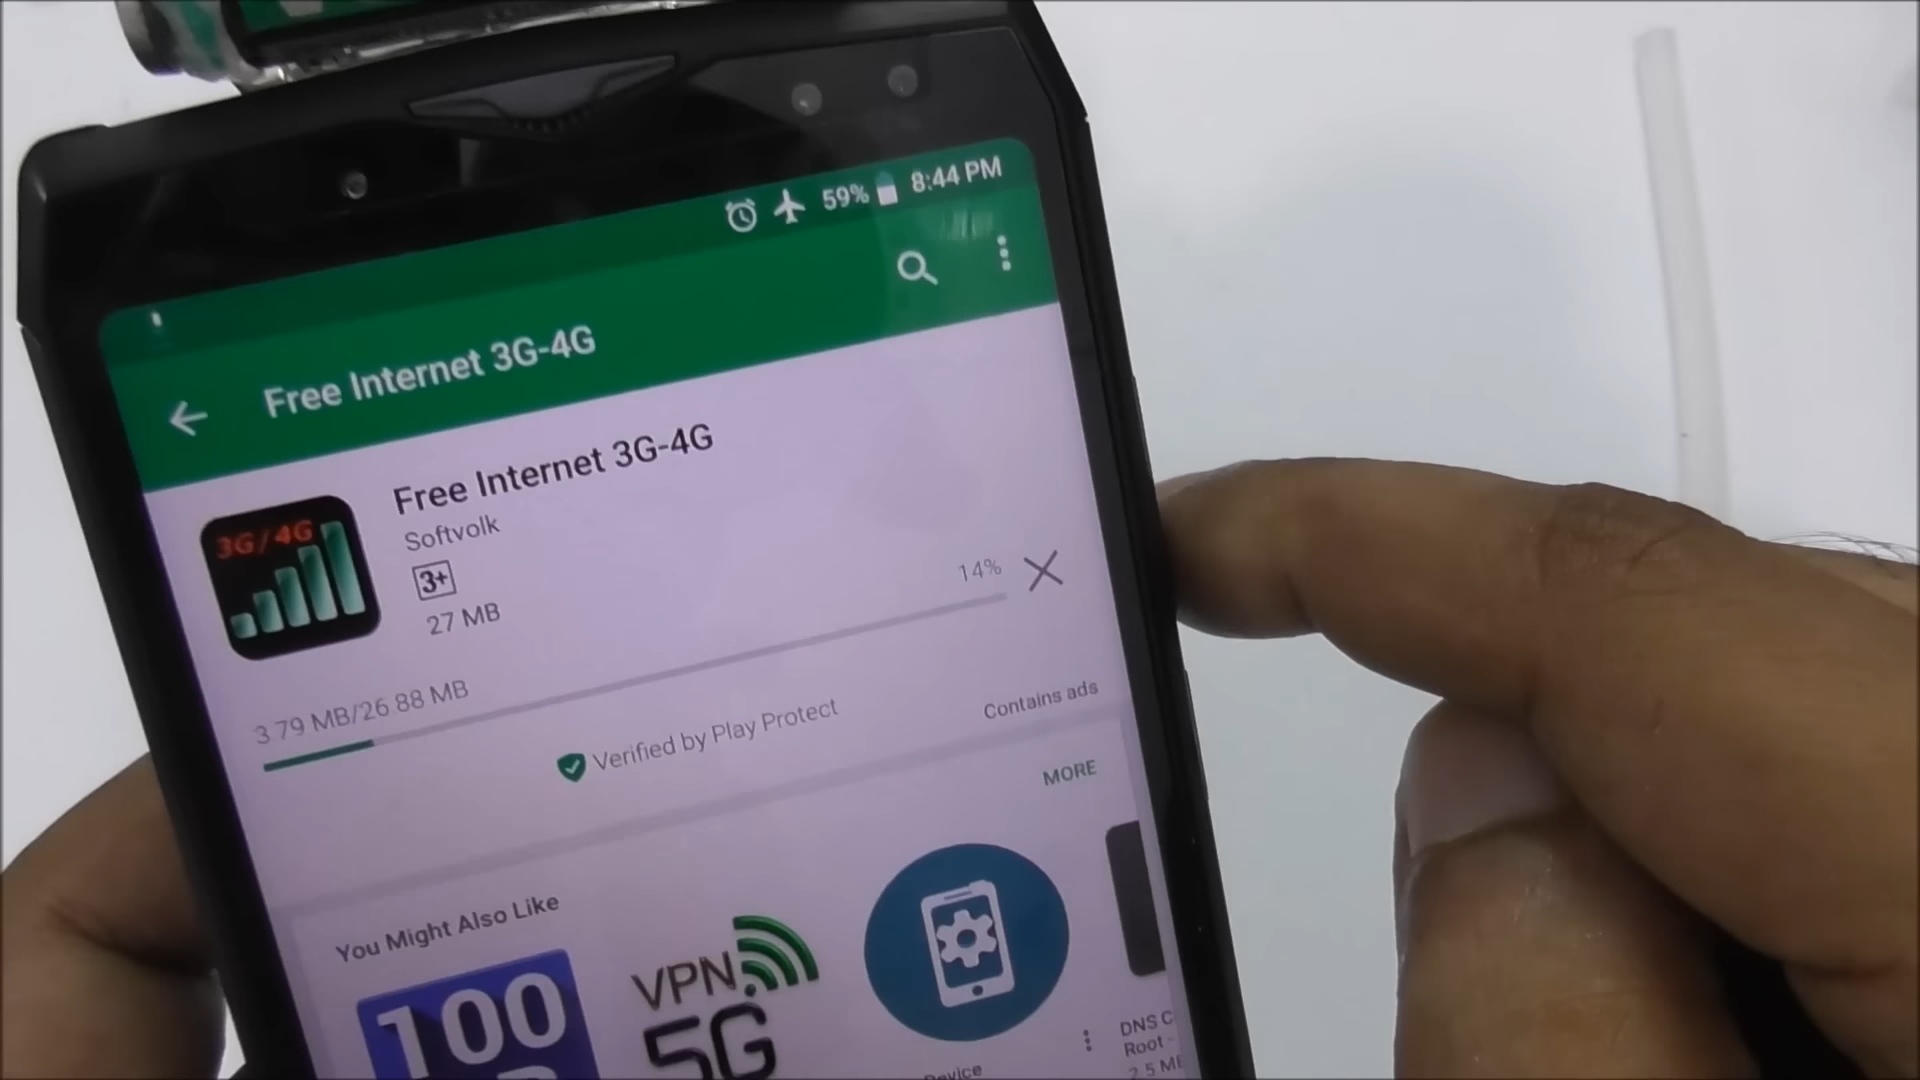 59% 8:44 PM
Free Internet 3G-4G
Free Internet 3G-4G
3G/4G
Softvolk
3+
27 MB
14%
3.79 MB/26.88 MB
Verified by Play Protect
Contains ads
MORE
You Might Also Like
100
VPN
5G
DNS C
Root -
2.5 M